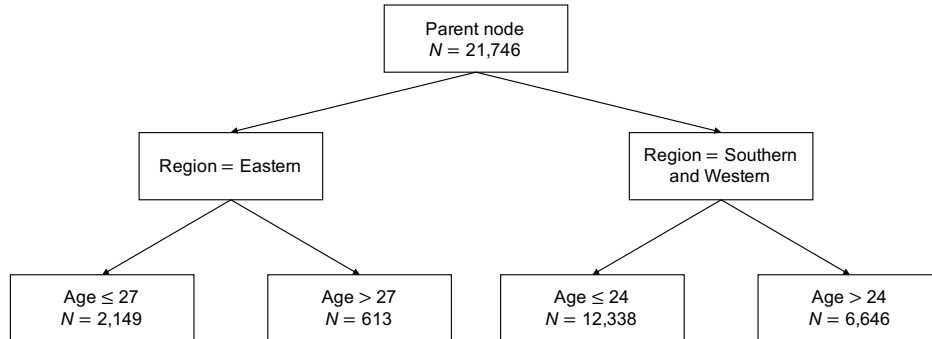 Parent node
N = 21,746
Region = Eastern
Region = Southern
and Western
Age ≤ 27
N = 2,149
Age > 27
N = 613
Age ≤ 24
N = 12,338
Age > 24
N = 6,646